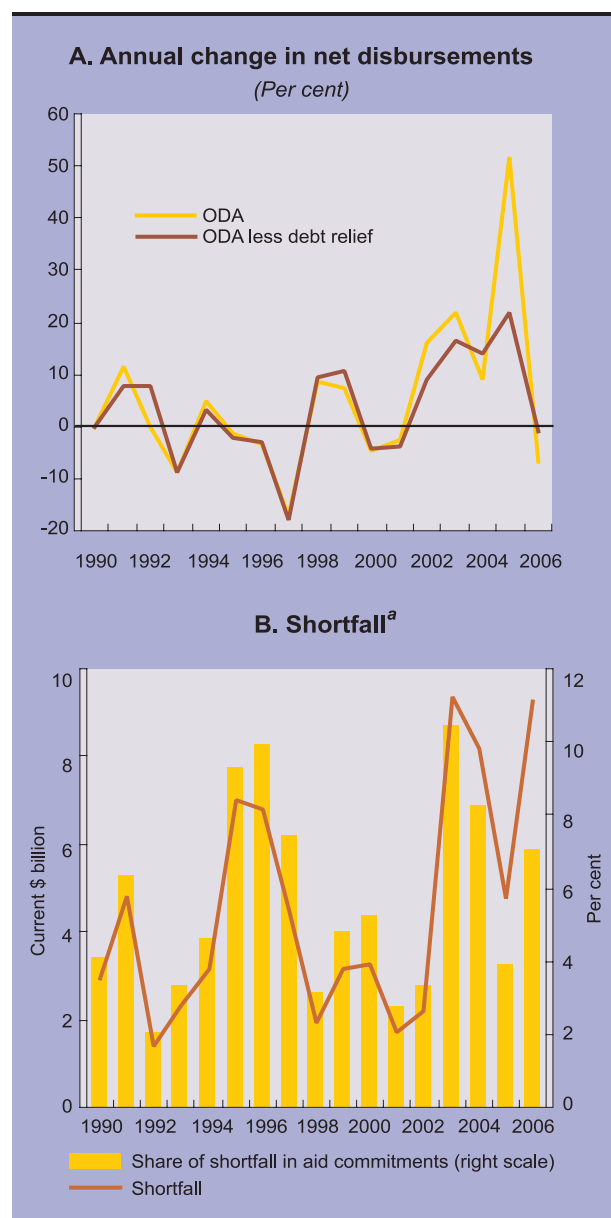 A. Annual change in net disbursements
(Per cent)
60
50
40
30
20
10
0
-10
-20
ODA
ODA less debt relief
1990 1992 1994 1996 1998 2000 2002 2004 2006
B. Shortfall a
Current $ billion
10
8
6
4
2
0
12
10
8
6
4
2
0
Per cent
1990 1992 1994 1996 1998 2000 2002 2004 2006
Share of shortfall in aid commitments (right scale)
Shortfall